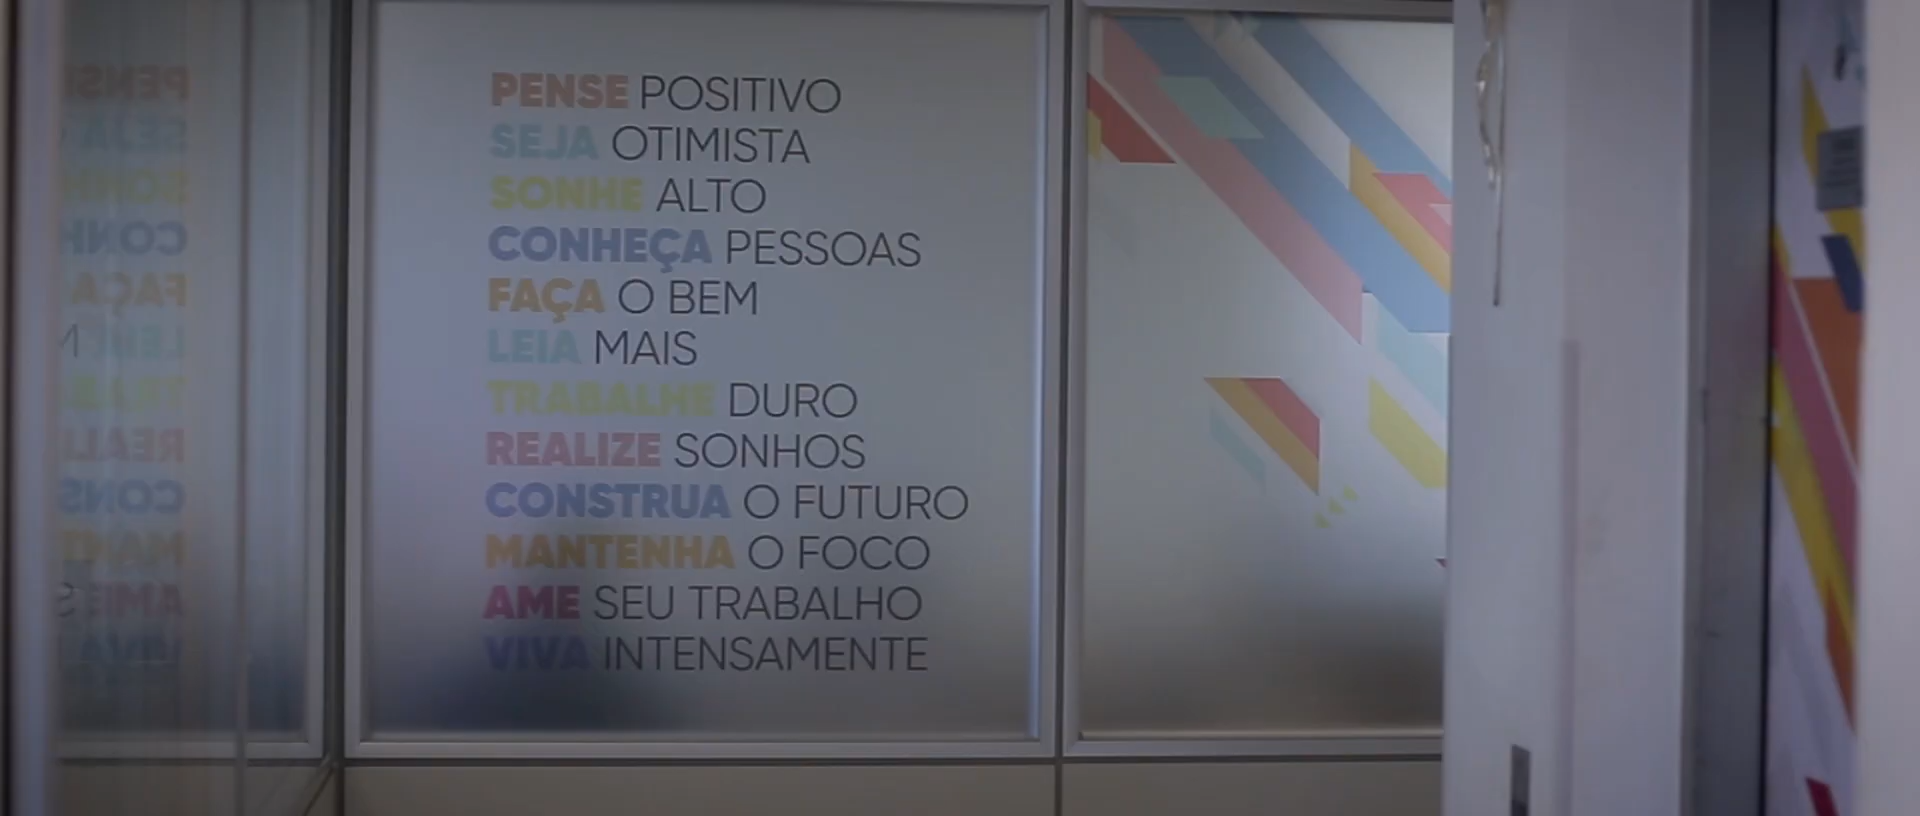 PENSE POSITIVO
SEJA OTIMISTA
SONHE ALTO
CONHEÇA PESSOAS
FAÇA O BEM
LEIA MAIS
TRABALHE DURO
REALIZE SONHOS
CONSTRUA O FUTURO
MANTENHA O FOCO
AME SEU TRABALHO
VIVA INTENSAMENTE